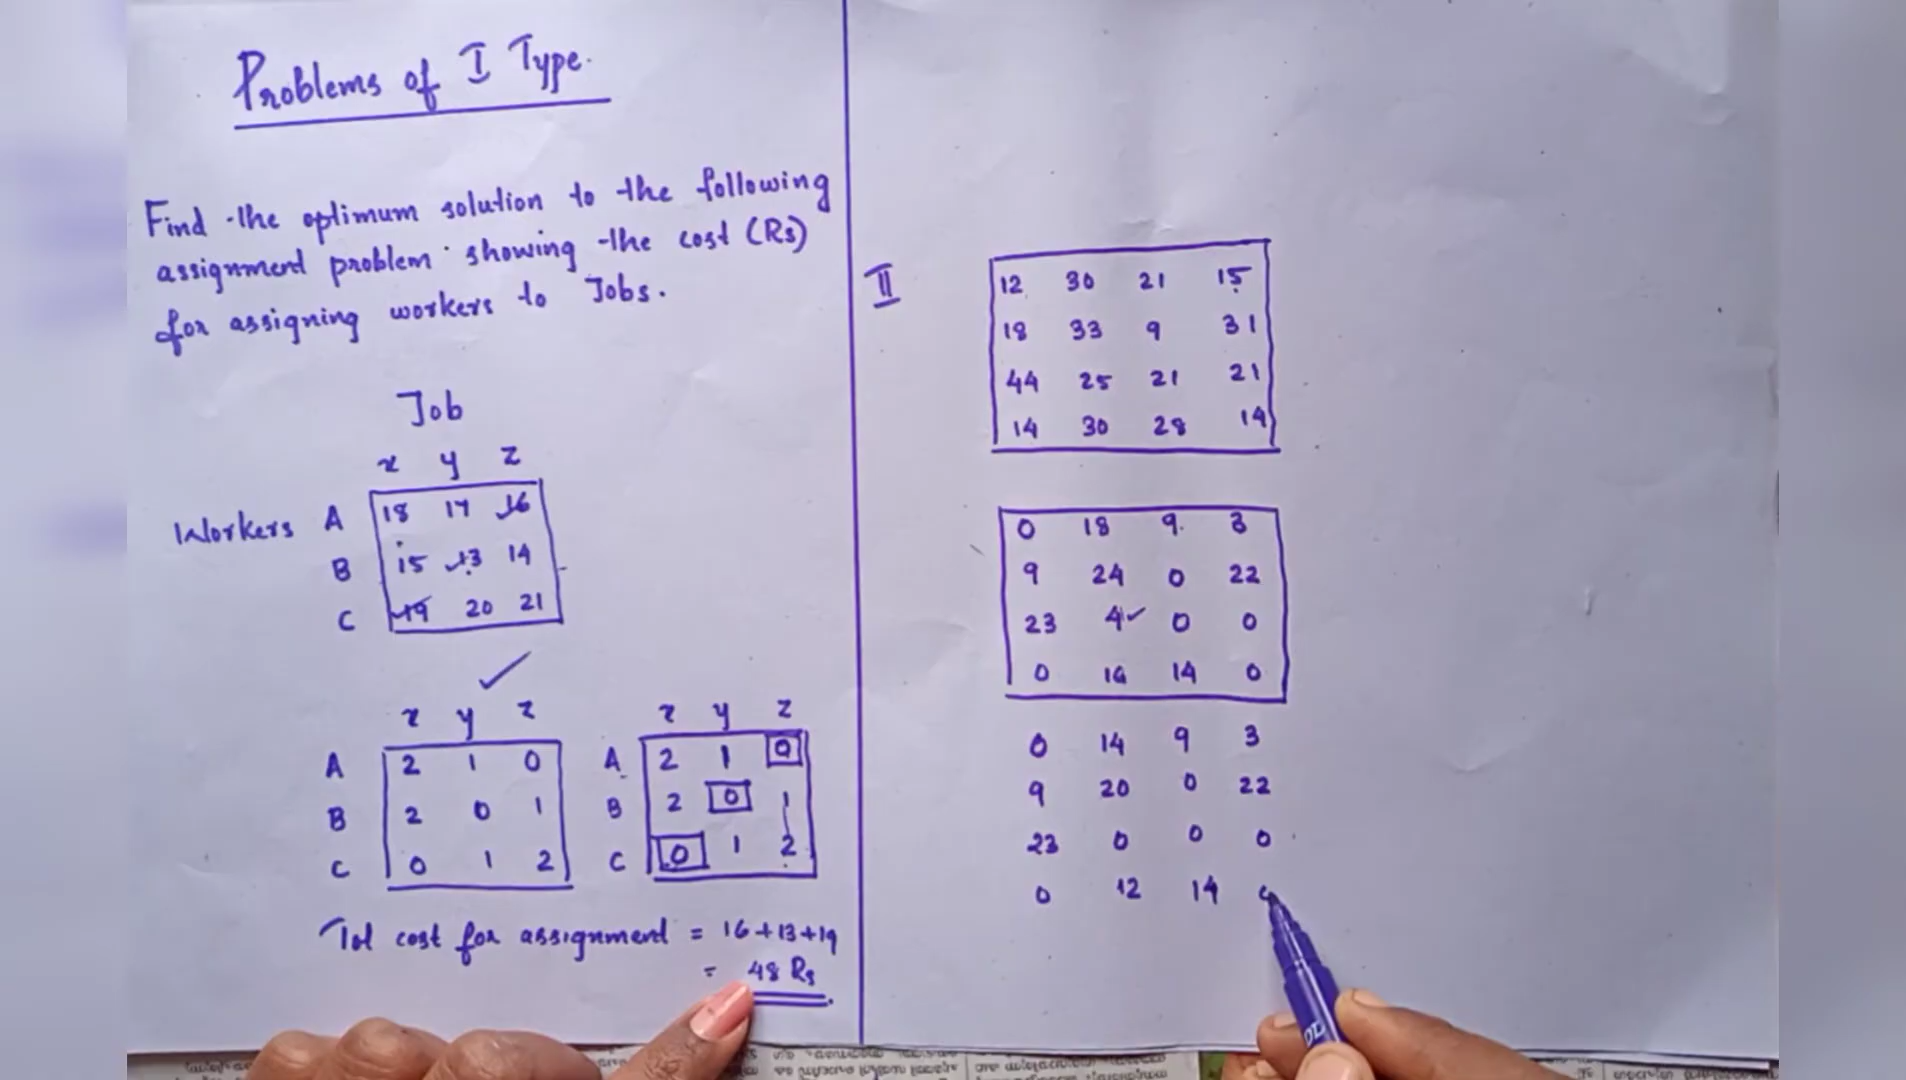 Problems of I Type.
Find the optimum solution to the following
assignment problem showing the cost (Rs)
for assigning workers to Jobs.
Job
x y z
Workers A 18 17 16
B 15 13 14
C 19 20 21
x y z
A 2 1 0
B 2 0 1
C 0 1 2
x y z
A 2 1 0
B 2 0 1
C 0 1 2
Tot cost for assignment = 16+13+19
= 48 Rs
II
12 30 21 15
18 33 9 31
44 25 21 21
14 30 28 14
0 18 9 3
9 24 0 22
23 4 ✓ 0 0
0 16 14 0
0 14 9 3
9 20 0 22
23 0 0 0
0 12 14